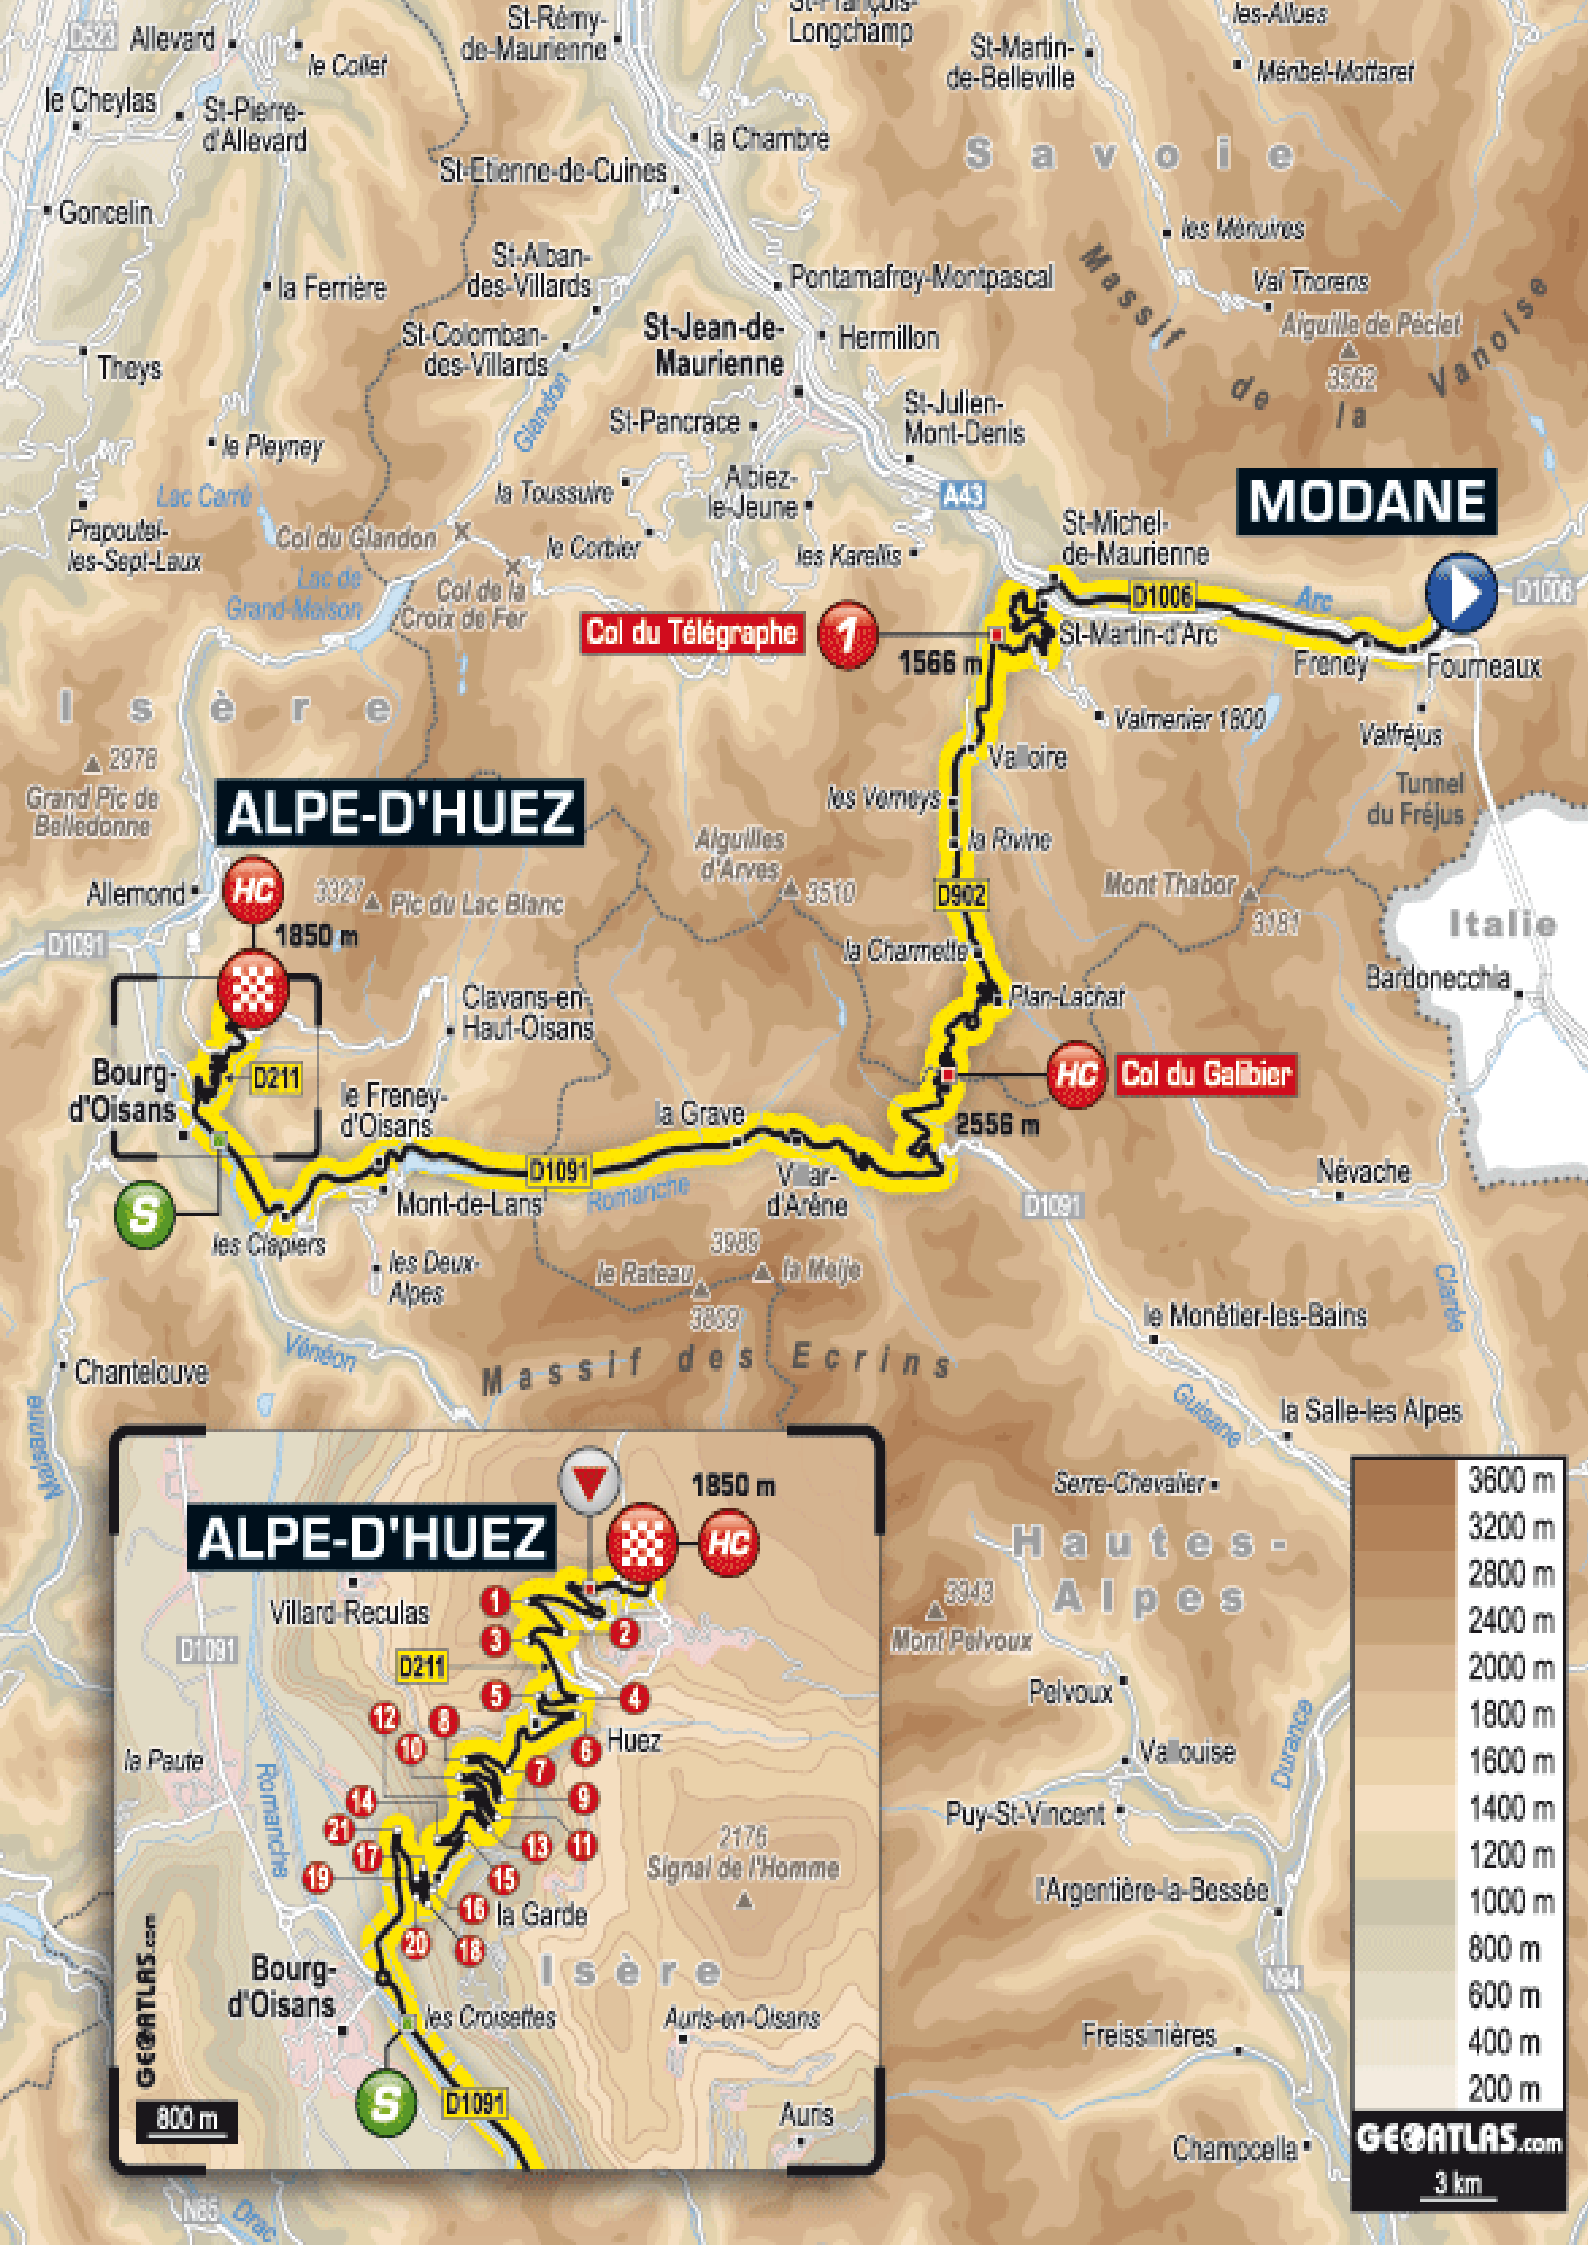 D523
Allevard
le Collet
St-Rémy-
de-Maurienne
St-François-
Longchamp
les-Allues
St-Martin-
de-Belleville
Méribel-Mottaret
le Cheylas
St-Pierre-
d'Allevard
la Chambre
Savoie
St-Etienne-de-Cuines
Goncelin
les Ménuires
St-Alban-
des-Villards
Pontamafrey-Montpascal
Massif
de
la
Vanoise
Val Thorens
la Ferrière
Aiguille de Péclet
3562
St-Colomban-
des-Villards
St-Jean-de-
Maurienne
Hermillon
Theys
Glandon
St-Pancrace
St-Julien-
Mont-Denis
le Pleyney
Lac Carré
la Toussuire
Albiez-
le-Jeune
A43
MODANE
Prapoutel-
les-Sept-Laux
Col du Glandon
le Corbier
les Karellis
St-Michel-
de-Maurienne
Lac de
Grand-Maison
Col de la
Croix de Fer
D1006
Arc
D1006
Col du Télégraphe
1
1566 m
St-Martin-d'Arc
Freney
Fourneaux
Isère
Valmenier 1800
Valfréjus
2978
Grand Pic de
Belledonne
Valloire
Tunnel
du Fréjus
les Verneys
ALPE-D'HUEZ
Aiguilles
d'Arves
3510
la Rivine
Allemond
HC
3327
Pic du Lac Blanc
D902
Mont Thabor
3181
Italie
1850 m
D1091
la Charmette
Bardonecchia
Clavans-en-
Haut-Oisans
Plan-Lachat
Bourg-
d'Oisans
D211
le Freney-
d'Oisans
la Grave
HC
Col du Galibier
2556 m
D1091
Romanche
Villar-
d'Arêne
Névache
S
Mont-de-Lans
D1091
les Clapiers
les Deux-
Alpes
3983
le Rateau
la Meije
3809
Clarée
le Monêtier-les-Bains
Vénéon
Massif des Ecrins
Chantelouve
Malsanne
Guisane
la Salle-les Alpes
Serre-Chevalier
1850 m
ALPE-D'HUEZ
HC
Hautes-
Alpes
Villard-Reculas
1
2
3
3943
Mont Pelvoux
D1091
D211
5
4
Pelvoux
12
8
10
6
Huez
7
la Paute
Vallouise
Durance
14
9
Romanche
21
13
11
Puy-St-Vincent
17
19
15
2176
Signal de l'Homme
16
la Garde
l'Argentière-la-Bessée
20
18
Isère
Bourg-
d'Oisans
N94
les Croisettes
Auris-en-Oisans
Freissinières
S
D1091
GEOATLAS.com
800 m
Auris
Champcella
N85
Drac
3600 m
3200 m
2800 m
2400 m
2000 m
1800 m
1600 m
1400 m
1200 m
1000 m
800 m
600 m
400 m
200 m
GEOATLAS.com
3 km